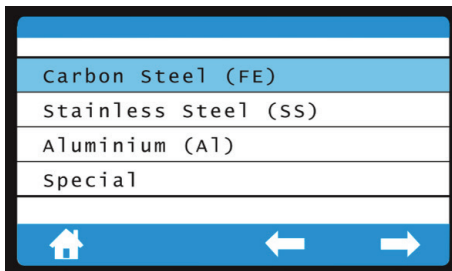 Carbon Steel (FE)
Stainless Steel (SS)
Aluminium (Al)
Special